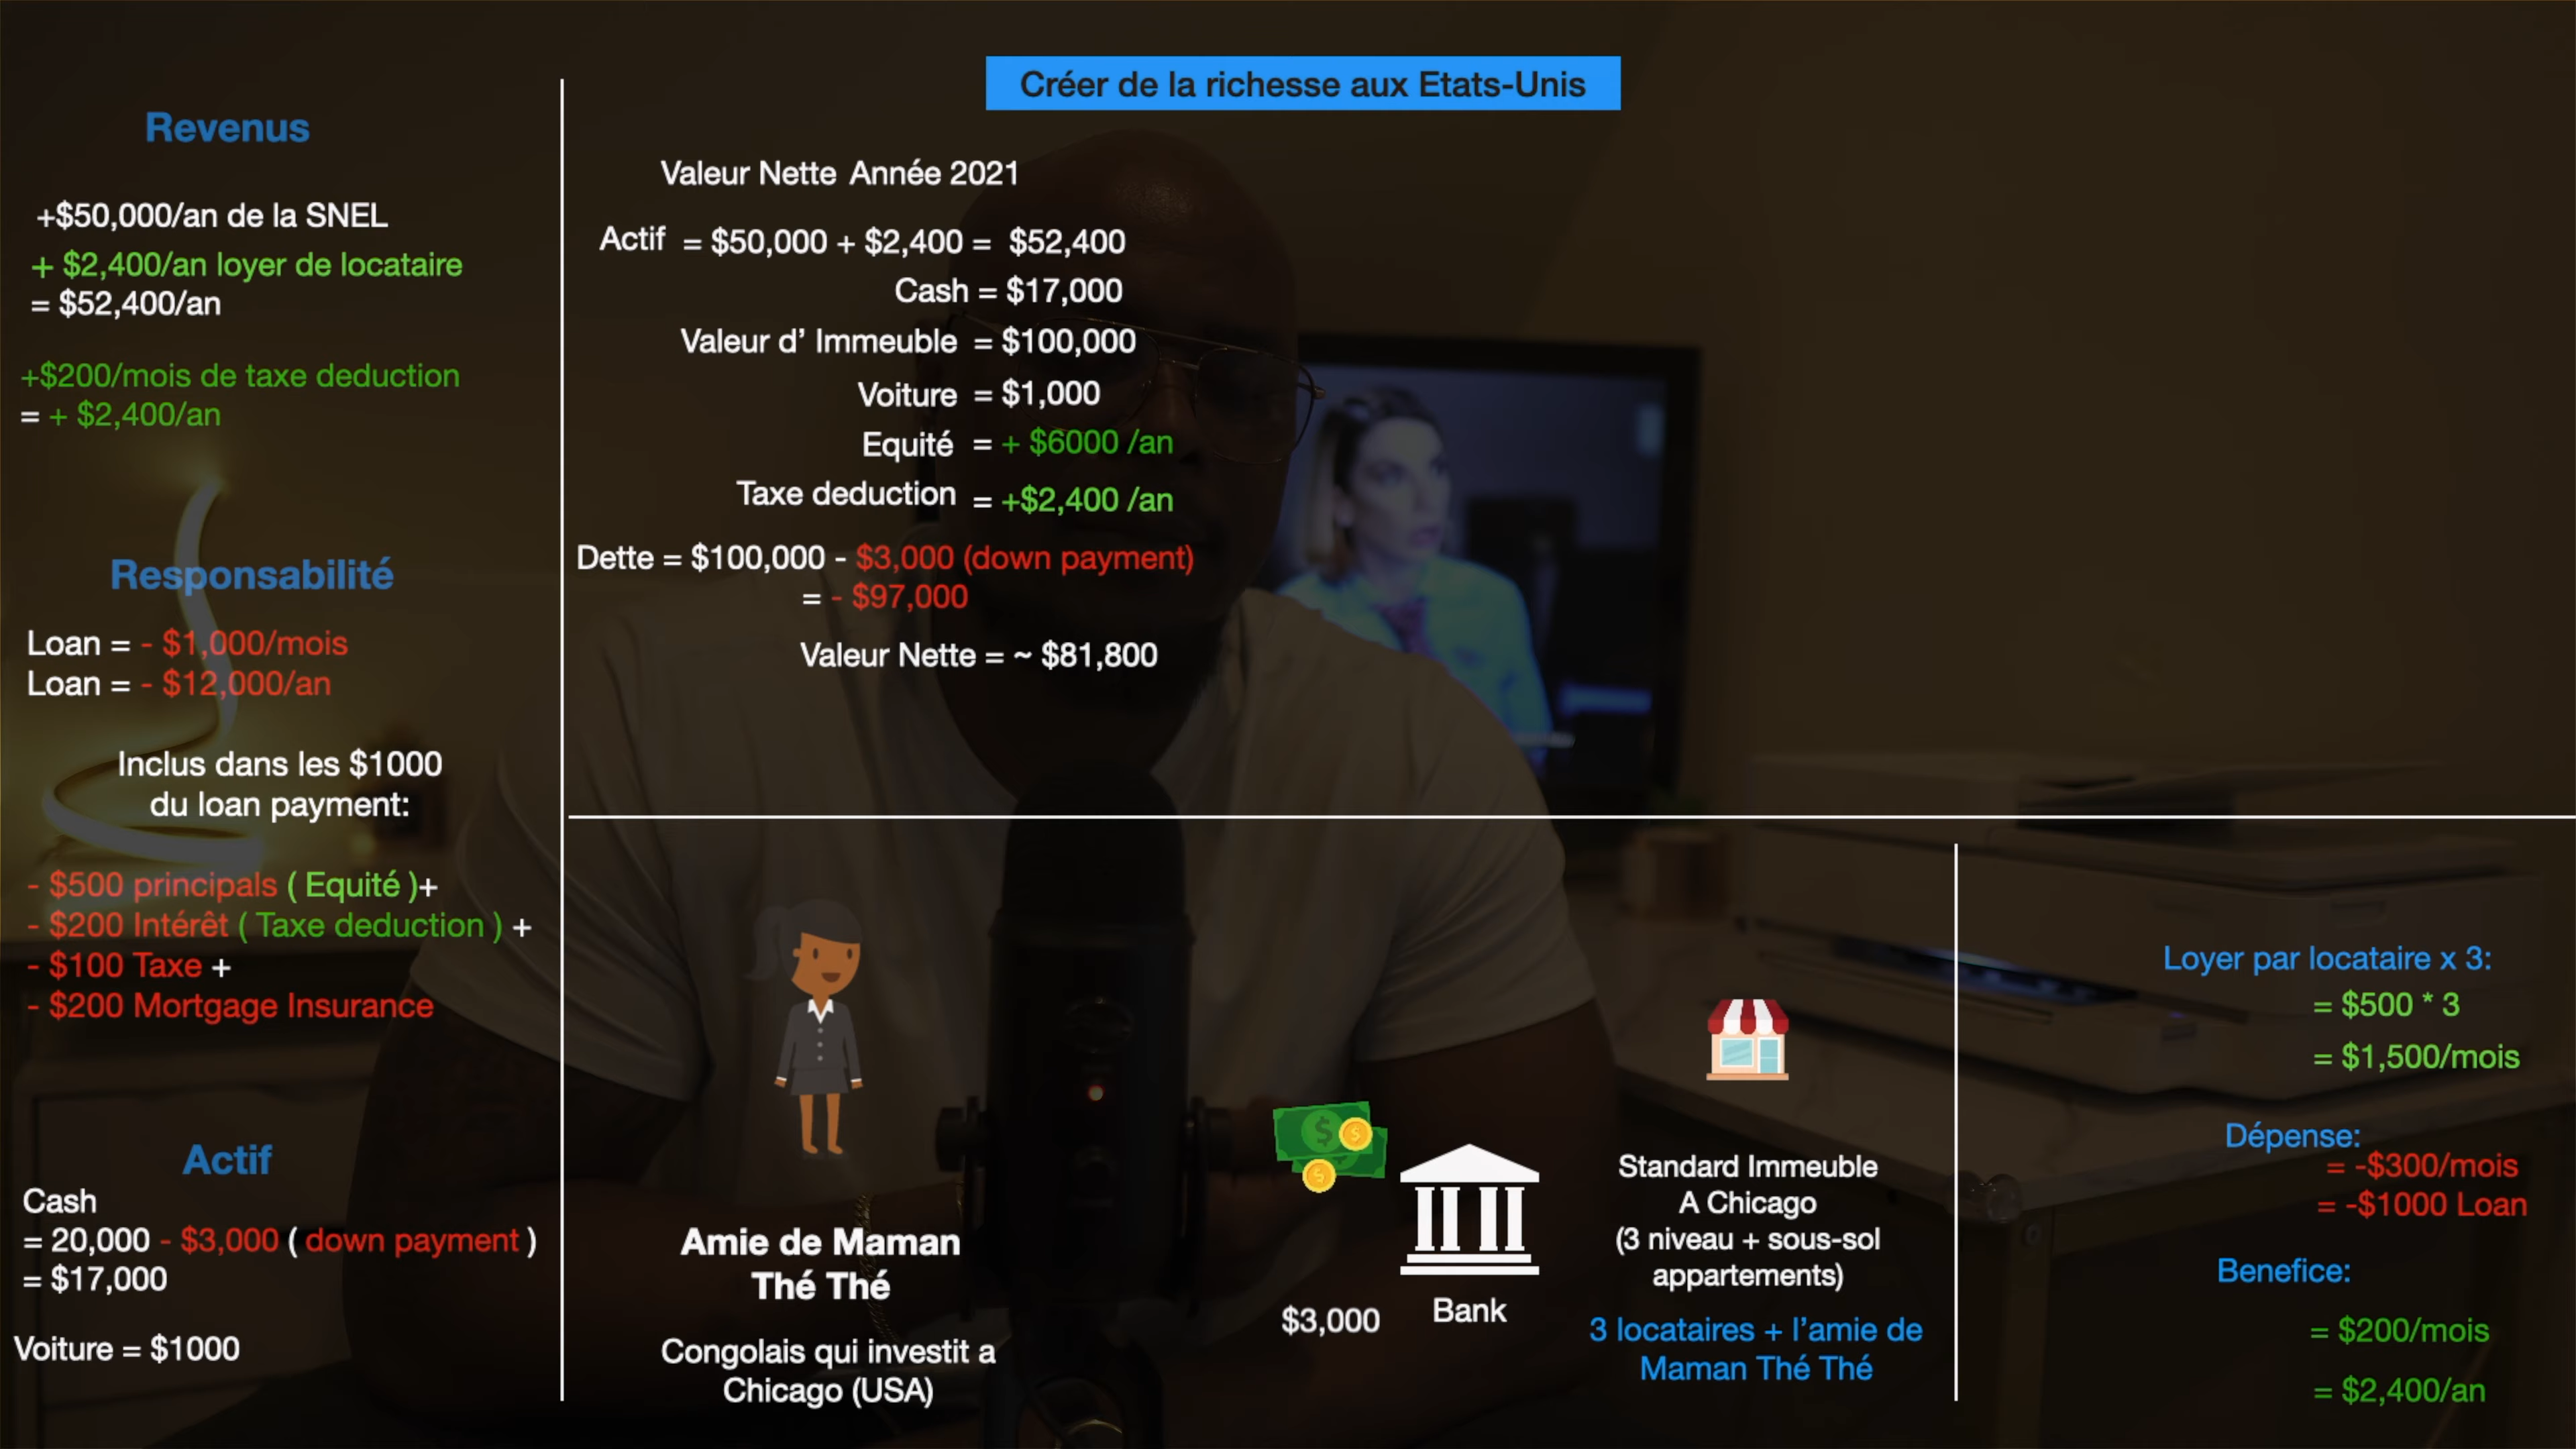 Créer de la richesse aux Etats-Unis
Revenus
+$50,000/an de la SNEL
+ $2,400/an loyer de locataire
= $52,400/an
+$200/mois de taxe deduction
= + $2,400/an
Responsabilité
Loan = - $1,000/mois
Loan = - $12,000/an
Inclus dans les $1000
du loan payment:
- $500 principals ( Equité )+
- $200 Intérêt ( Taxe deduction ) +
- $100 Taxe +
- $200 Mortgage Insurance
Actif
Cash
= 20,000 - $3,000 ( down payment )
= $17,000
Voiture = $1000
Valeur Nette Année 2021
Actif = $50,000 + $2,400 = $52,400
Cash = $17,000
Valeur d’ Immeuble = $100,000
Voiture = $1,000
Equité = + $6000 /an
Taxe deduction = +$2,400 /an
Dette = $100,000 - $3,000 (down payment)
= - $97,000
Valeur Nette = ~ $81,800
Amie de Maman
Thé Thé
Congolais qui investit a
Chicago (USA)
$3,000
Bank
Standard Immeuble
A Chicago
(3 niveau + sous-sol
appartements)
3 locataires + l’amie de
Maman Thé Thé
Loyer par locataire x 3:
= $500 * 3
= $1,500/mois
Dépense:
= -$300/mois
= -$1000 Loan
Benefice:
= $200/mois
= $2,400/an